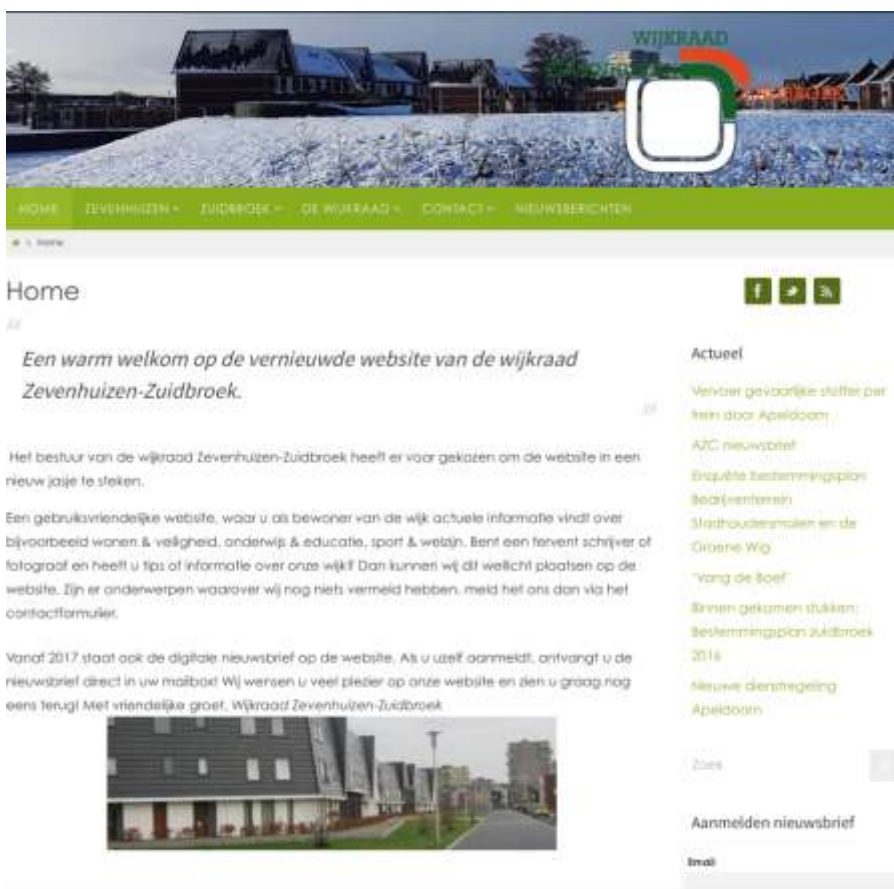 WIJKRAAD
HOME ZEVENHUIZEN ZUIDBROEK DE WIJKRAAD CONTACT NIEUWSBERICHTEN
Home
Home
Een warm welkom op de vernieuwde website van de wijkraad
Zevenhuizen-Zuidbroek.
Het bestuur van de wijkraad Zevenhuizen-Zuidbroek heeft er voor gekozen om de website in een
nieuw jasje te steken.
Een gebruiksvriendelijke website, waar u als bewoner van de wijk actuele informatie vindt over
bijvoorbeeld wonen & veiligheid, onderwijs & educatie, sport & welzijn. Bent een fervent schrijver of
fotograaf en heeft u tips of informatie over onze wijk? Dan kunnen wij dit wellicht plaatsen op de
website. Zijn er onderwerpen waarover wij nog niets vermeld hebben, meld het ons dan via het
contactformulier.
Vanaf 2017 staat ook de digitale nieuwsbrief op de website. Als u uzelf aanmeldt, ontvangt u de
nieuwsbrief direct in uw mailbox! Wij wensen u veel plezier op onze website en zien u graag nog
eens terug! Met vriendelijke groet, Wijkraad Zevenhuizen-Zuidbroek
Actueel
Vervoer gevaarlijke stoffen per
trein door Apeldoorn
AZC nieuwsbrief
Enquête bestemmingsplan
Bedrijventerrein
Stadhoudersmolen en de
Groene Wig
"Vang de Boef"
Binnen gekomen stukken:
Bestemmingsplan zuidbroek
2016
Nieuwe dienstregeling
Apeldoorn
Zoek
Aanmelden nieuwsbrief
Email